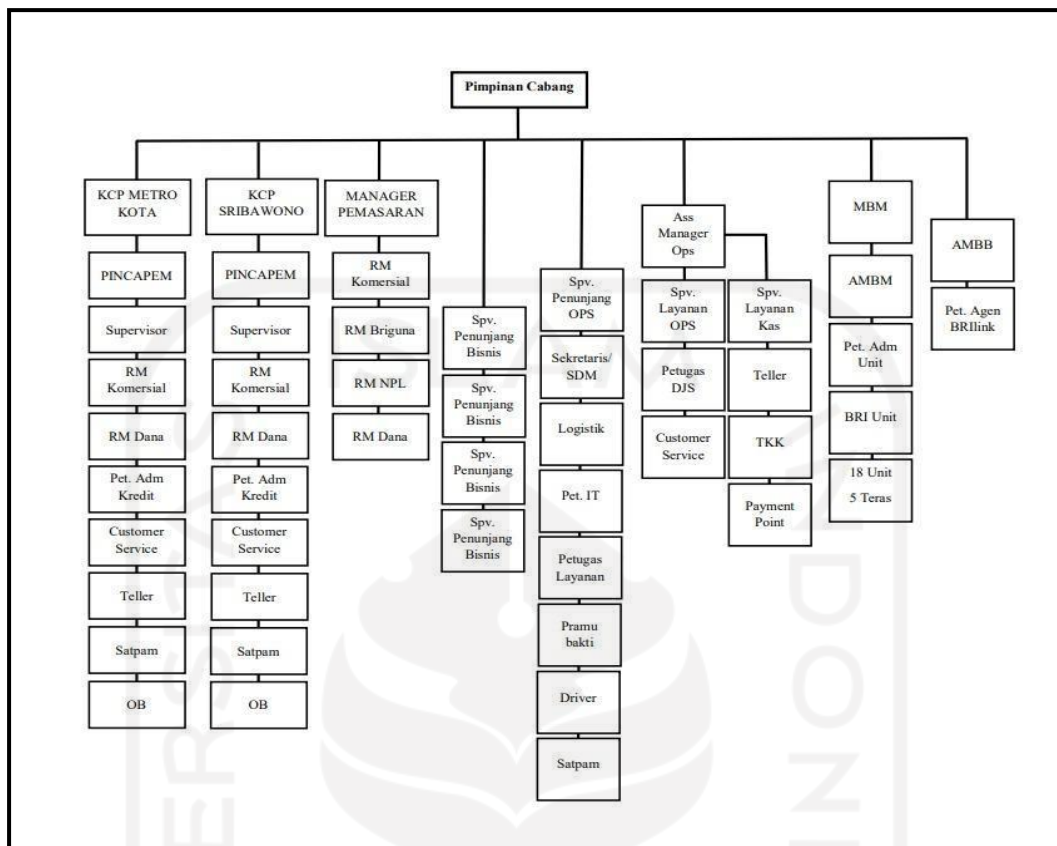 Pimpinan Cabang
KCP METRO
KOTA
PINCAPEM
Supervisor
RM
Komersial
RM Dana
Pet. Adm
Kredit
Customer
Service
Teller
Satpam
OB
KCP
SRIBAWONO
PINCAPEM
Supervisor
RM
Komersial
RM Dana
Pet. Adm
Kredit
Customer
Service
Teller
Satpam
OB
MANAGER
PEMASARAN
RM
Komersial
RM Briguna
RM NPL
RM Dana
Spv.
Penunjang
Bisnis
Spv.
Penunjang
Bisnis
Spv.
Penunjang
Bisnis
Spv.
Penunjang
Bisnis
Spv.
Penunjang
OPS
Sekretaris/
SDM
Logistik
Pet. IT
Petugas
Layanan
Pramu
bakti
Driver
Satpam
Ass
Manager
Ops
Spv.
Layanan
OPS
Petugas
DJS
Customer
Service
Spv.
Layanan
Kas
Teller
TKK
Payment
Point
MBM
AMBM
Pet. Adm
Unit
BRI Unit
18 Unit
5 Teras
AMBB
Pet. Agen
BRIlink
ISLAM
ERSITAS
NDONE